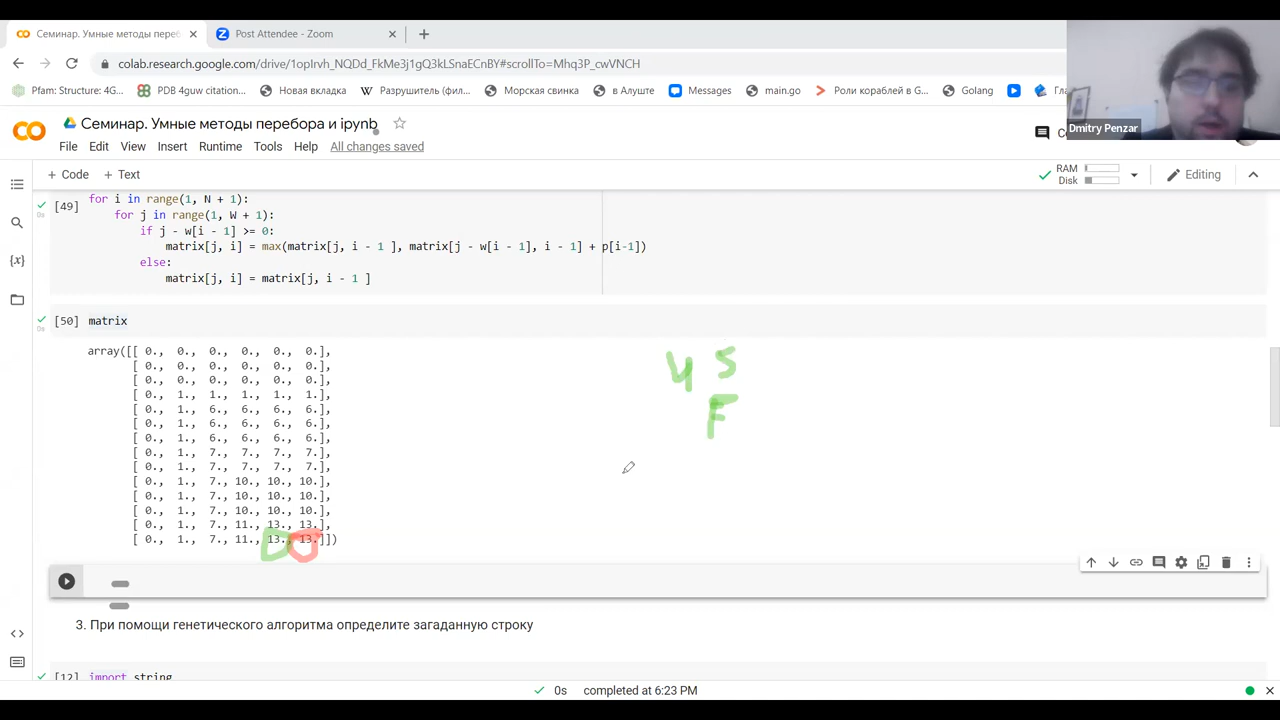 Семинар. Умные методы переб
Post Attendee - Zoom
colab.research.google.com/drive/1opIrvh_NQDd_FkMe3j1gQ3kLSnaECnBY#scrollTo=Mhq3P_cwVNCH
Pfam: Structure: 4G... PDB 4guw citation... Новая вкладка Разрушитель (фил... Морская свинка в Алуште Messages main.go Роли кораблей в G... Golang
Dmitry Penzar
Семинар. Умные методы перебора и ipynb
File Edit View Insert Runtime Tools Help All changes saved
+ Code + Text
RAM
Disk
Editing
[49] for i in range(1, N + 1):
for j in range(1, W + 1):
if j - w[i - 1] >= 0:
matrix[j, i] = max(matrix[j, i - 1 ], matrix[j - w[i - 1], i - 1] + p[i-1])
else:
matrix[j, i] = matrix[j, i - 1 ]
[50] matrix
array([[ 0., 0., 0., 0., 0., 0.],
[ 0., 0., 0., 0., 0., 0.],
[ 0., 0., 0., 0., 0., 0.],
[ 0., 1., 1., 1., 1., 1.],
[ 0., 1., 6., 6., 6., 6.],
[ 0., 1., 6., 6., 6., 6.],
[ 0., 1., 6., 6., 6., 6.],
[ 0., 1., 7., 7., 7., 7.],
[ 0., 1., 7., 7., 7., 7.],
[ 0., 1., 7., 10., 10., 10.],
[ 0., 1., 7., 10., 10., 10.],
[ 0., 1., 7., 10., 10., 10.],
[ 0., 1., 7., 11., 13., 13.],
[ 0., 1., 7., 11., 13., 13.]])
4 5
F
3. При помощи генетического алгоритма определите загаданную строку
[12] import string
0s completed at 6:23 PM